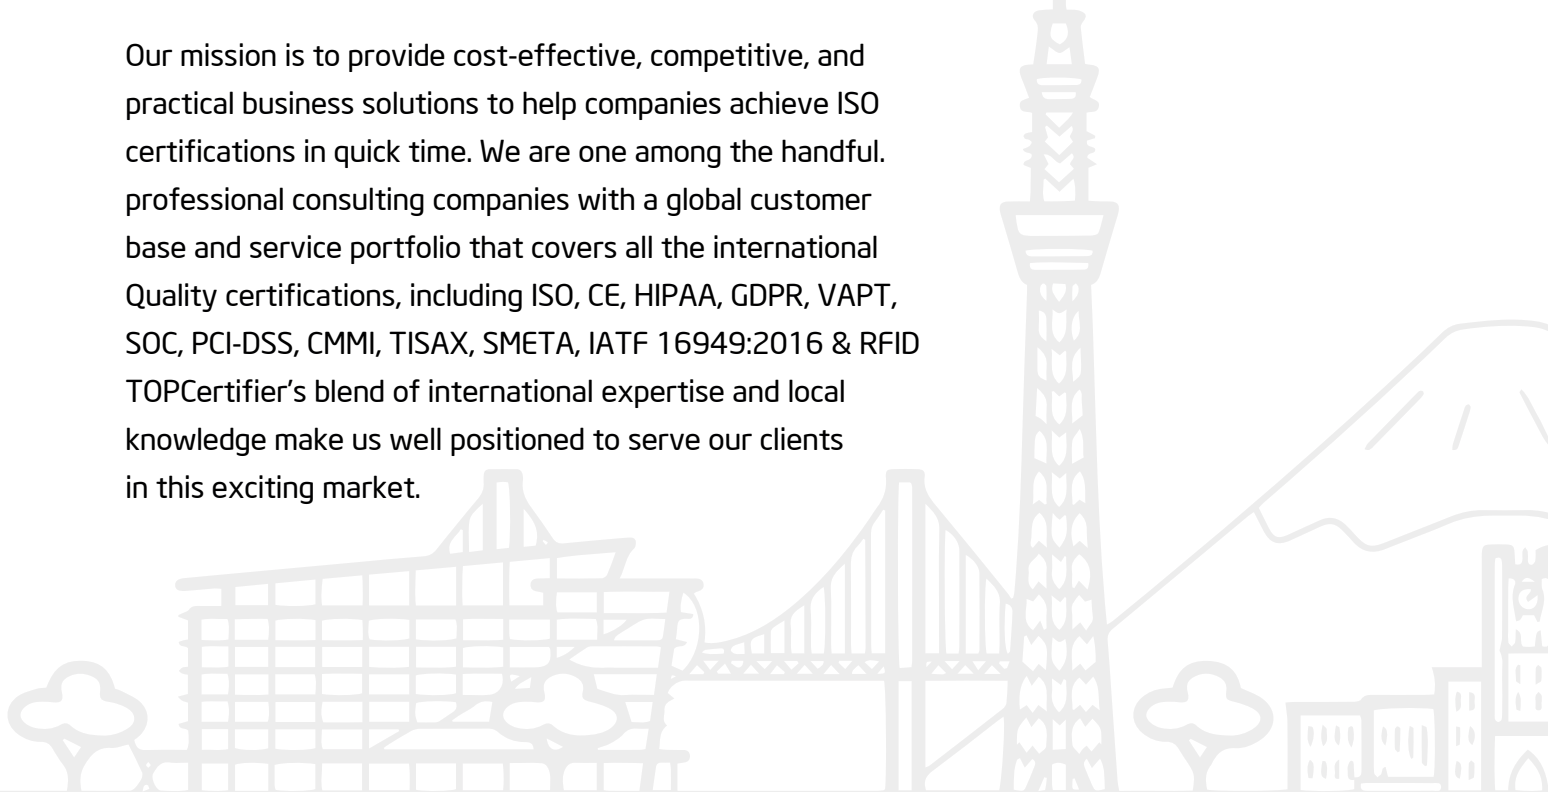 Our mission is to provide cost-effective, competitive, and
practical business solutions to help companies achieve ISO
certifications in quick time. We are one among the handful.
professional consulting companies with a global customer
base and service portfolio that covers all the international
Quality certifications, including ISO, CE, HIPAA, GDPR, VAPT,
SOC, PCI-DSS, CMMI, TISAX, SMETA, IATF 16949:2016 & RFID
TOPCertifier’s blend of international expertise and local
knowledge make us well positioned to serve our clients
in this exciting market.